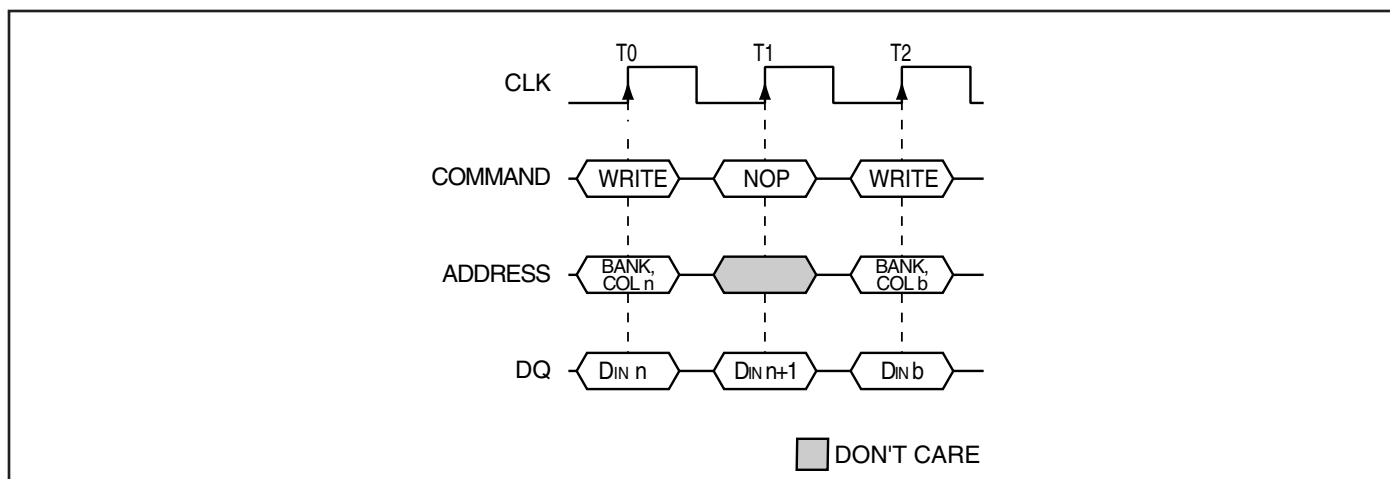 T0 T1 T2
CLK
COMMAND WRITE NOP WRITE
ADDRESS BANK, COL n BANK, COL b
DQ DIN n DIN n+1 DIN b
DON'T CARE